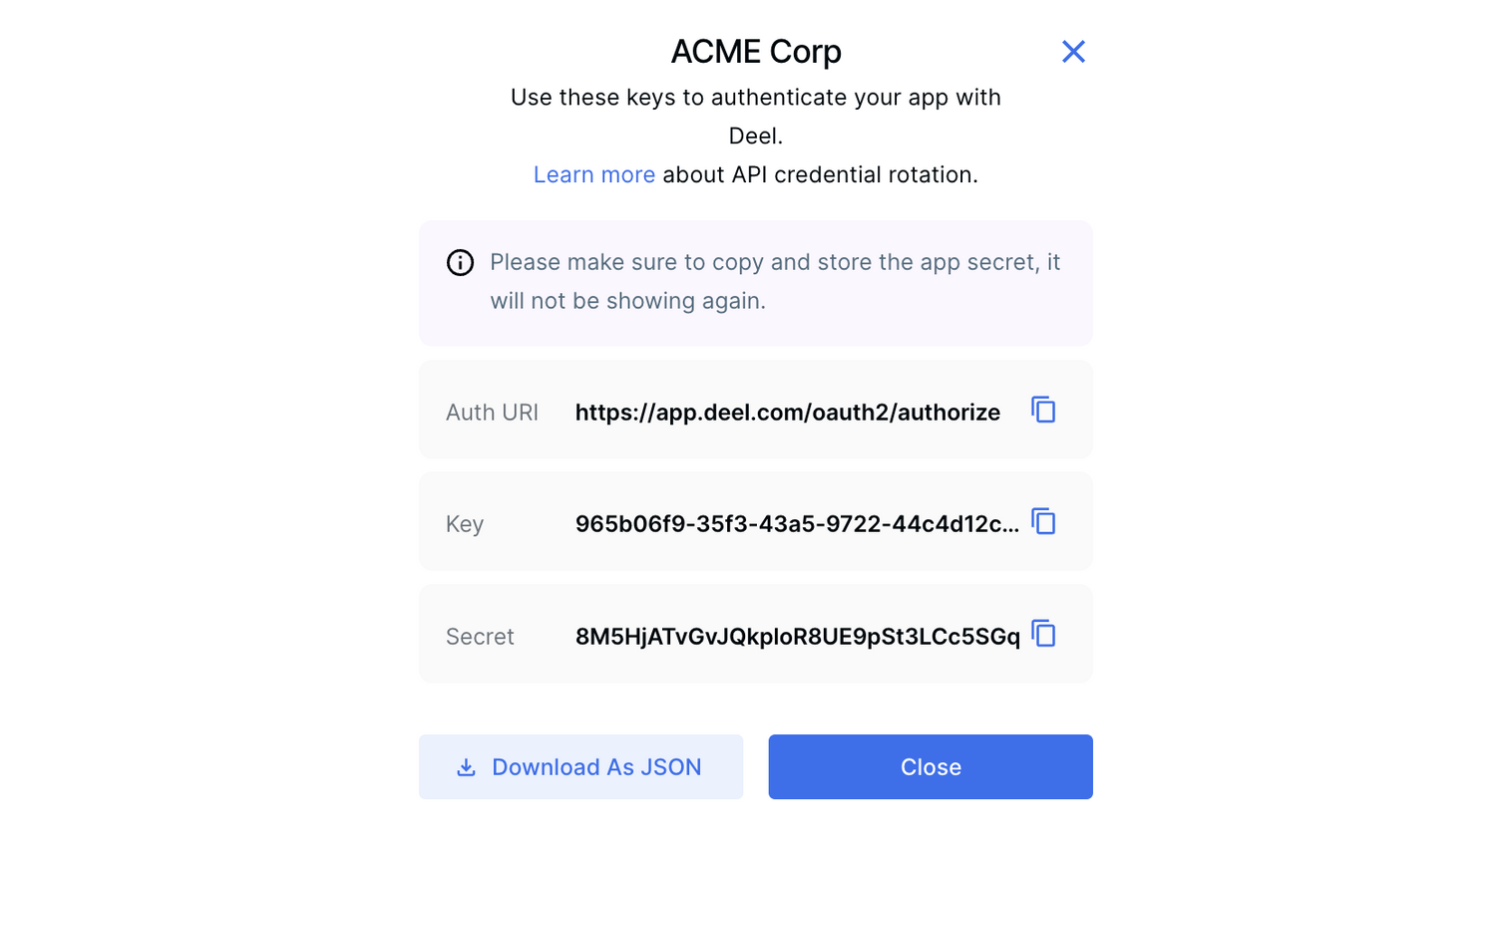 ACME Corp
Use these keys to authenticate your app with
Deel.
Learn more about API credential rotation.
Please make sure to copy and store the app secret, it
will not be showing again.
Auth URI https://app.deel.com/oauth2/authorize
Key 965b06f9-35f3-43a5-9722-44c4d12c...
Secret 8M5HjATvGvJQkploR8UE9pSt3LCc5SGq
Download As JSON
Close